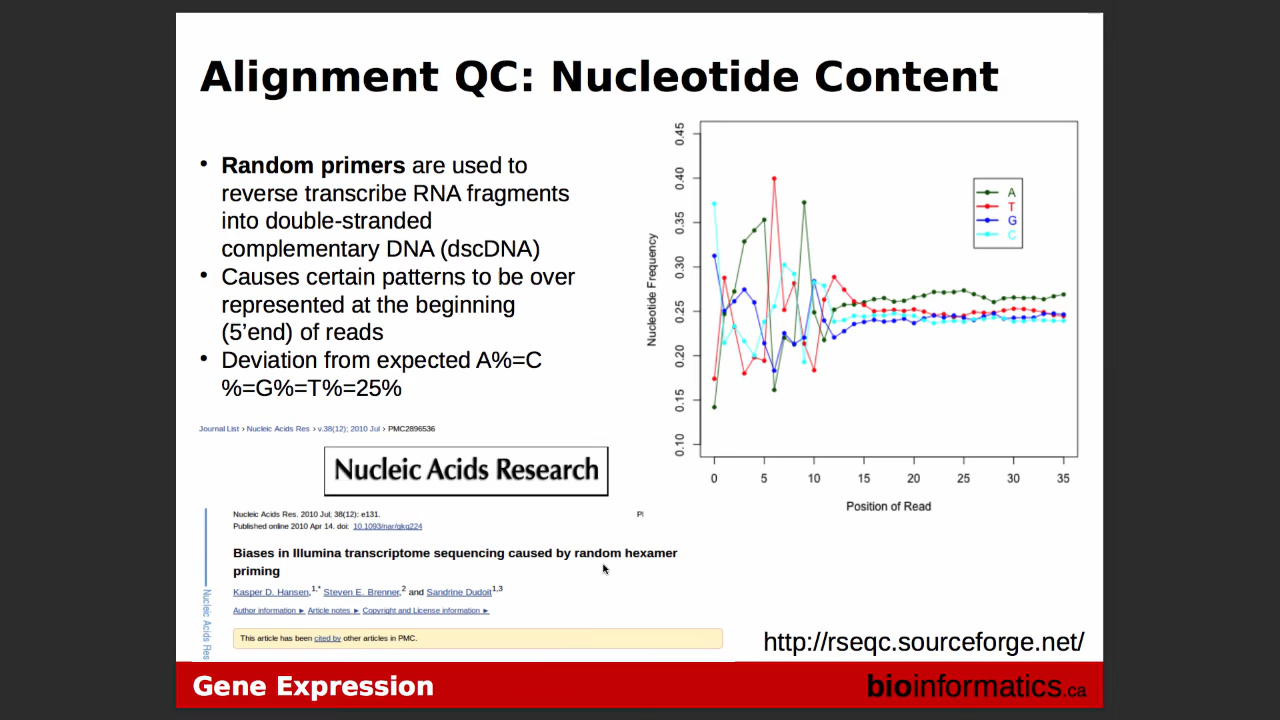 Alignment QC: Nucleotide Content
• Random primers are used to
reverse transcribe RNA fragments
into double-stranded
complementary DNA (dscDNA)
• Causes certain patterns to be over
represented at the beginning
(5’end) of reads
• Deviation from expected A%=C
%=G%=T%=25%
Nucleotide Frequency
0.45
0.40
0.35
0.30
0.25
0.20
0.15
0.10
A
T
G
C
0 5 10 15 20 25 30 35
Position of Read
Journal List › Nucleic Acids Res › v.38(12); 2010 Jul › PMC2896536
Nucleic Acids Research
Nucleic Acids Res. 2010 Jul; 38(12): e131.
Published online 2010 Apr 14. doi: 10.1093/nar/gkq224
Biases in Illumina transcriptome sequencing caused by random hexamer
priming
Kasper D. Hansen,1,* Steven E. Brenner,2 and Sandrine Dudoit1,3
Author information ► Article notes ► Copyright and License information ►
This article has been cited by other articles in PMC.
Nucleic Acids Res
http://rseqc.sourceforge.net/
Gene Expression
bioinformatics.ca